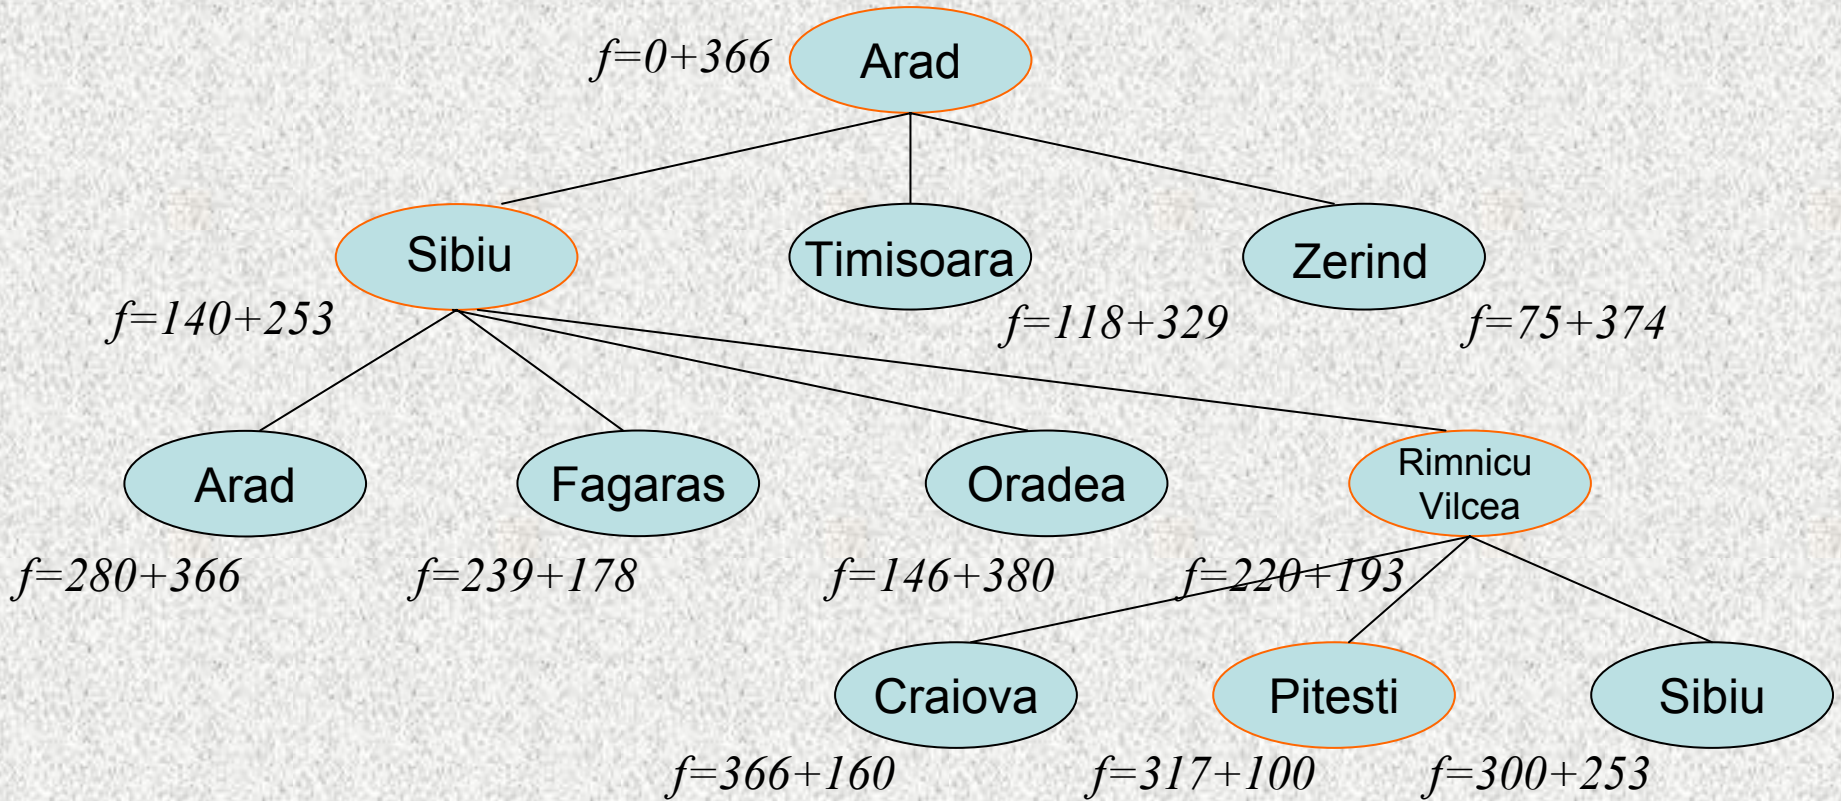 f=0+366
Arad
Sibiu
Timisoara
Zerind
f=140+253
f=118+329
f=75+374
Arad
Fagaras
Oradea
Rimnicu
Vilcea
f=280+366
f=239+178
f=146+380
f=220+193
Craiova
Pitesti
Sibiu
f=366+160
f=317+100
f=300+253